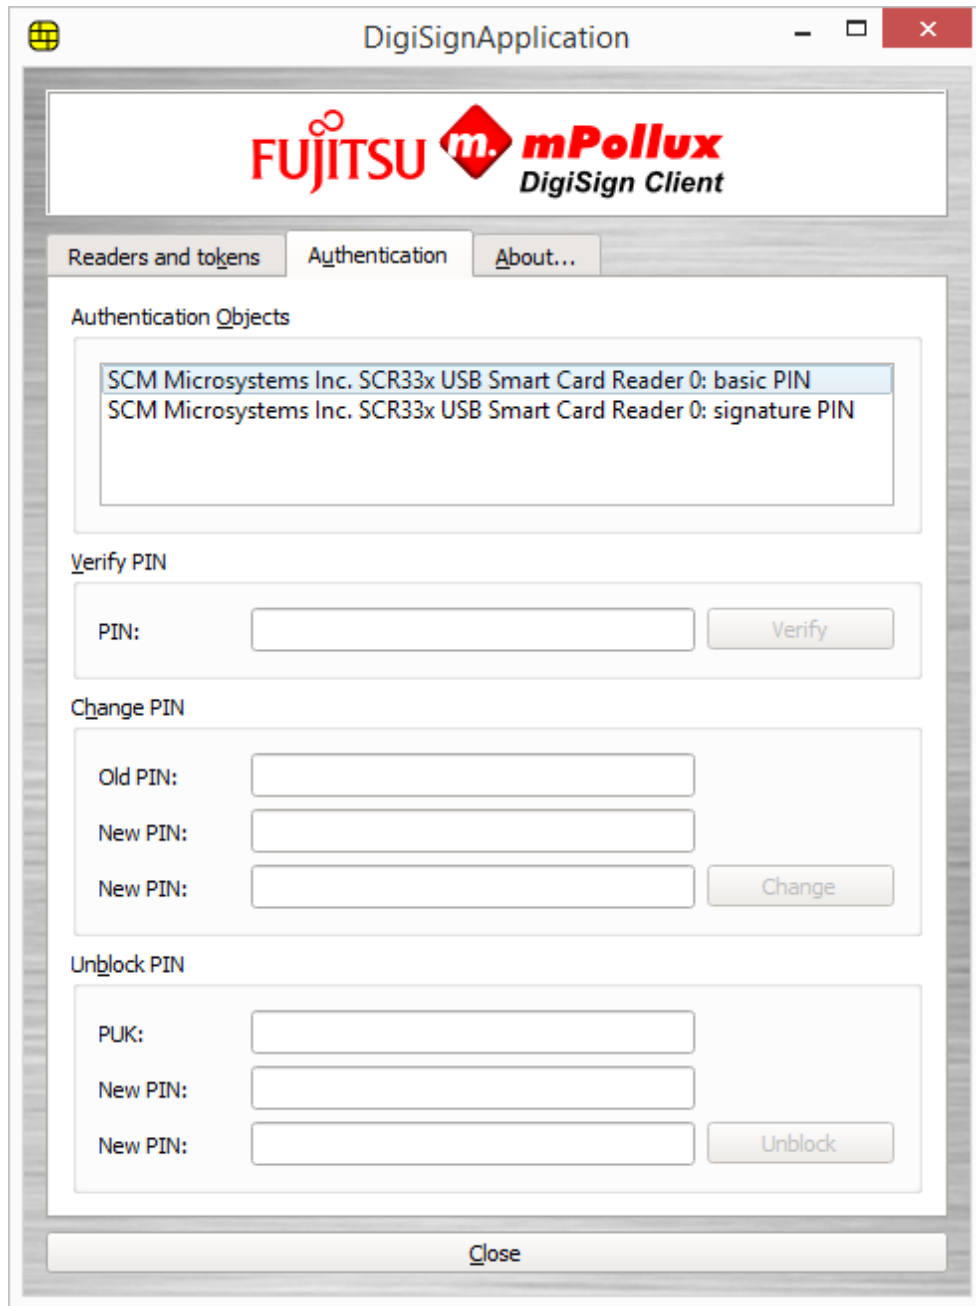 DigiSignApplication
FUJITSU m. mPollux
DigiSign Client
Readers and tokens Authentication About...
Authentication Objects
SCM Microsystems Inc. SCR33x USB Smart Card Reader 0: basic PIN
SCM Microsystems Inc. SCR33x USB Smart Card Reader 0: signature PIN
Verify PIN
PIN: Verify
Change PIN
Old PIN:
New PIN:
New PIN: Change
Unblock PIN
PUK:
New PIN:
New PIN: Unblock
Close